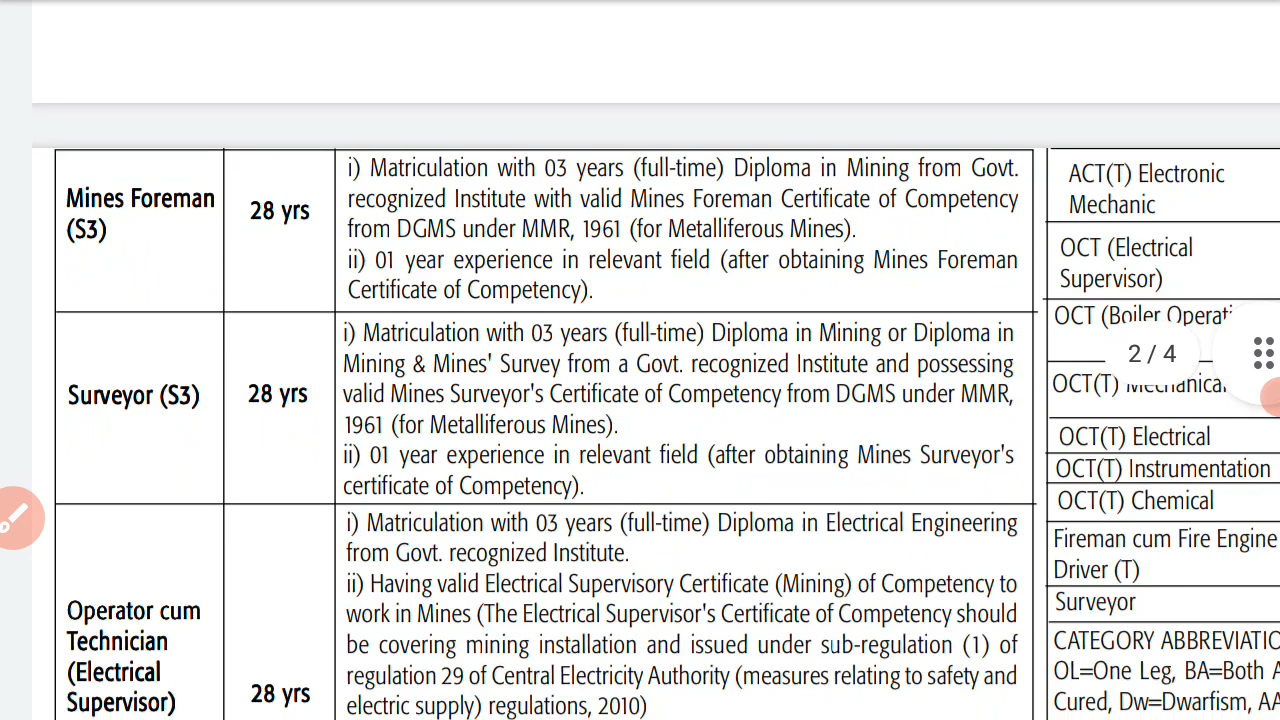 Mines Foreman
(S3)
28 yrs
i) Matriculation with 03 years (full-time) Diploma in Mining from Govt.
recognized Institute with valid Mines Foreman Certificate of Competency
from DGMS under MMR, 1961 (for Metalliferous Mines).
ii) 01 year experience in relevant field (after obtaining Mines Foreman
Certificate of Competency).
Surveyor (S3)
28 yrs
i) Matriculation with 03 years (full-time) Diploma in Mining or Diploma in
Mining & Mines' Survey from a Govt. recognized Institute and possessing
valid Mines Surveyor's Certificate of Competency from DGMS under MMR,
1961 (for Metalliferous Mines).
ii) 01 year experience in relevant field (after obtaining Mines Surveyor's
certificate of Competency).
Operator cum
Technician
(Electrical
Supervisor)
28 yrs
i) Matriculation with 03 years (full-time) Diploma in Electrical Engineering
from Govt. recognized Institute.
ii) Having valid Electrical Supervisory Certificate (Mining) of Competency to
work in Mines (The Electrical Supervisor's Certificate of Competency should
be covering mining installation and issued under sub-regulation (1) of
regulation 29 of Central Electricity Authority (measures relating to safety and
electric supply) regulations, 2010)
ACT(T) Electronic
Mechanic
OCT (Electrical
Supervisor)
OCT (Boiler
2 / 4
OCT(T) Mechanical
OCT(T) Electrical
OCT(T) Instrumentation
OCT(T) Chemical
Fireman cum Fire Engine
Driver (T)
Surveyor
CATEGORY
OL=One Leg, BA=Both
Cured, Dw=Dwarfism,